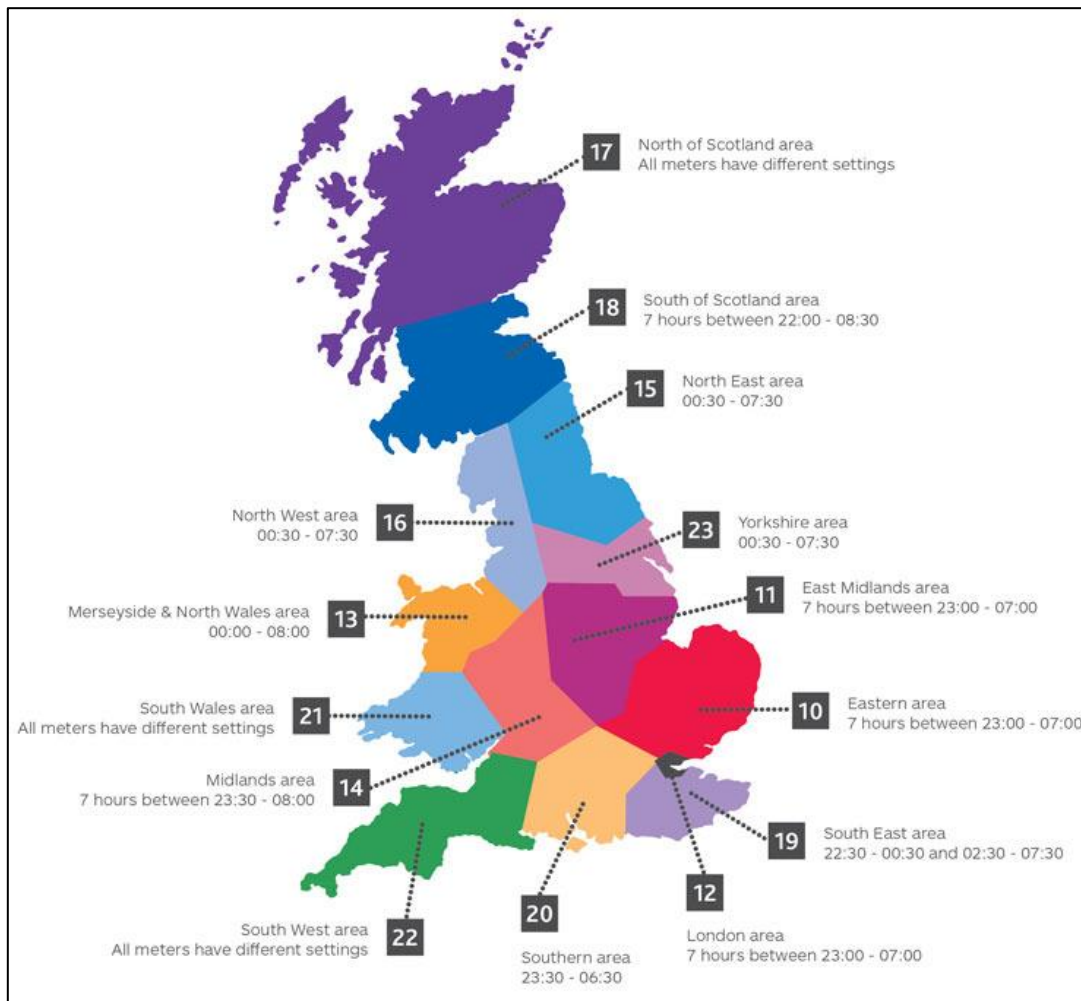 17
North of Scotland area
All meters have different settings
18
South of Scotland area
7 hours between 22:00 - 08:30
15
North East area
00:30 - 07:30
North West area
00:30 - 07:30
16
23
Yorkshire area
00:30 - 07:30
11
East Midlands area
7 hours between 23:00 - 07:00
Merseyside & North Wales area
00:00 - 08:00
13
South Wales area
All meters have different settings
21
10
Eastern area
7 hours between 23:00 - 07:00
Midlands area
7 hours between 23:30 - 08:00
14
19
South East area
22:30 - 00:30 and 02:30 - 07:30
South West area
All meters have different settings
22
20
Southern area
23:30 - 06:30
12
London area
7 hours between 23:00 - 07:00